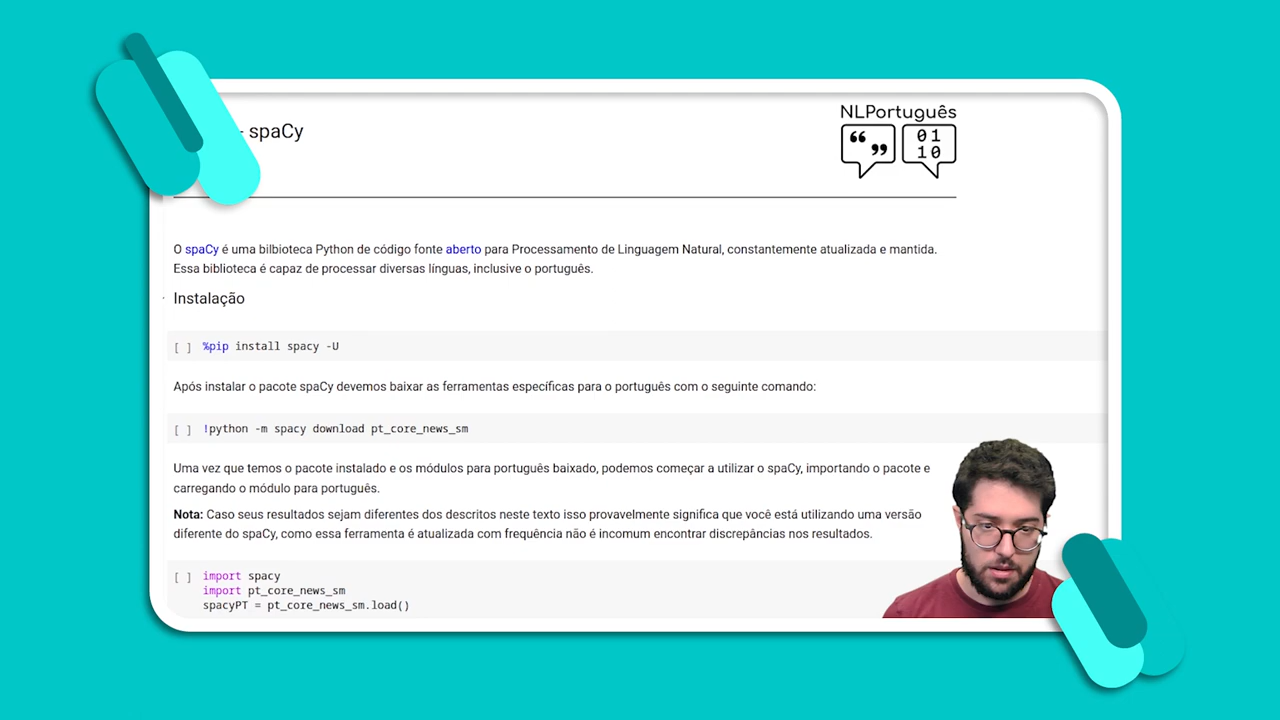 - spaCy
NLPortuguês
01
10
O spaCy é uma bilbioteca Python de código fonte aberto para Processamento de Linguagem Natural, constantemente atualizada e mantida.
Essa biblioteca é capaz de processar diversas línguas, inclusive o português.
Instalação
[ ] %pip install spacy -U
Após instalar o pacote spaCy devemos baixar as ferramentas específicas para o português com o seguinte comando:
[ ] !python -m spacy download pt_core_news_sm
Uma vez que temos o pacote instalado e os módulos para português baixado, podemos começar a utilizar o spaCy, importando o pacote e
carregando o módulo para português.
Nota: Caso seus resultados sejam diferentes dos descritos neste texto isso provavelmente significa que você está utilizando uma versão
diferente do spaCy, como essa ferramenta é atualizada com frequência não é incomum encontrar discrepâncias nos resultados.
[ ] import spacy
import pt_core_news_sm
spacyPT = pt_core_news_sm.load()